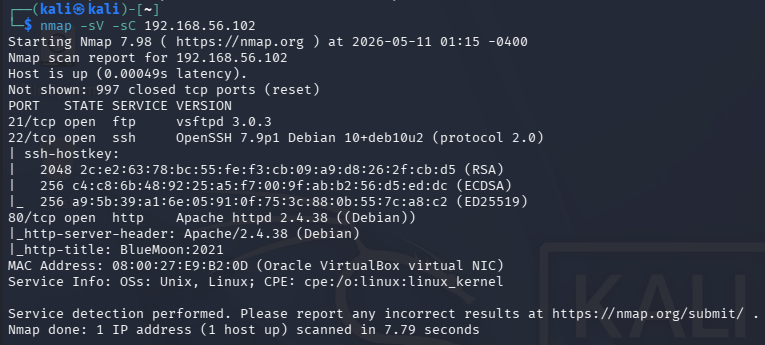 ┌──(kali㉿kali)-[~]
└─$ nmap -sV -sC 192.168.56.102
Starting Nmap 7.98 ( https://nmap.org ) at 2026-05-11 01:15 -0400
Nmap scan report for 192.168.56.102
Host is up (0.00049s latency).
Not shown: 997 closed tcp ports (reset)
PORT   STATE SERVICE VERSION
21/tcp open  ftp     vsftpd 3.0.3
22/tcp open  ssh     OpenSSH 7.9p1 Debian 10+deb10u2 (protocol 2.0)
| ssh-hostkey:
|   2048 2c:e2:63:78:bc:55:fe:f3:cb:09:a9:d8:26:2f:cb:d5 (RSA)
|   256 c4:c8:6b:48:92:25:a5:f7:00:9f:ab:b2:56:d5:ed:dc (ECDSA)
|_  256 a9:5b:39:a1:6e:05:91:0f:75:3c:88:0b:55:7c:a8:c2 (ED25519)
80/tcp open  http    Apache httpd 2.4.38 ((Debian))
|_http-server-header: Apache/2.4.38 (Debian)
|_http-title: BlueMoon:2021
MAC Address: 08:00:27:E9:B2:0D (Oracle VirtualBox virtual NIC)
Service Info: OSs: Unix, Linux; CPE: cpe:/o:linux:linux_kernel

Service detection performed. Please report any incorrect results at https://nmap.org/submit/ .
Nmap done: 1 IP address (1 host up) scanned in 7.79 seconds
KALI